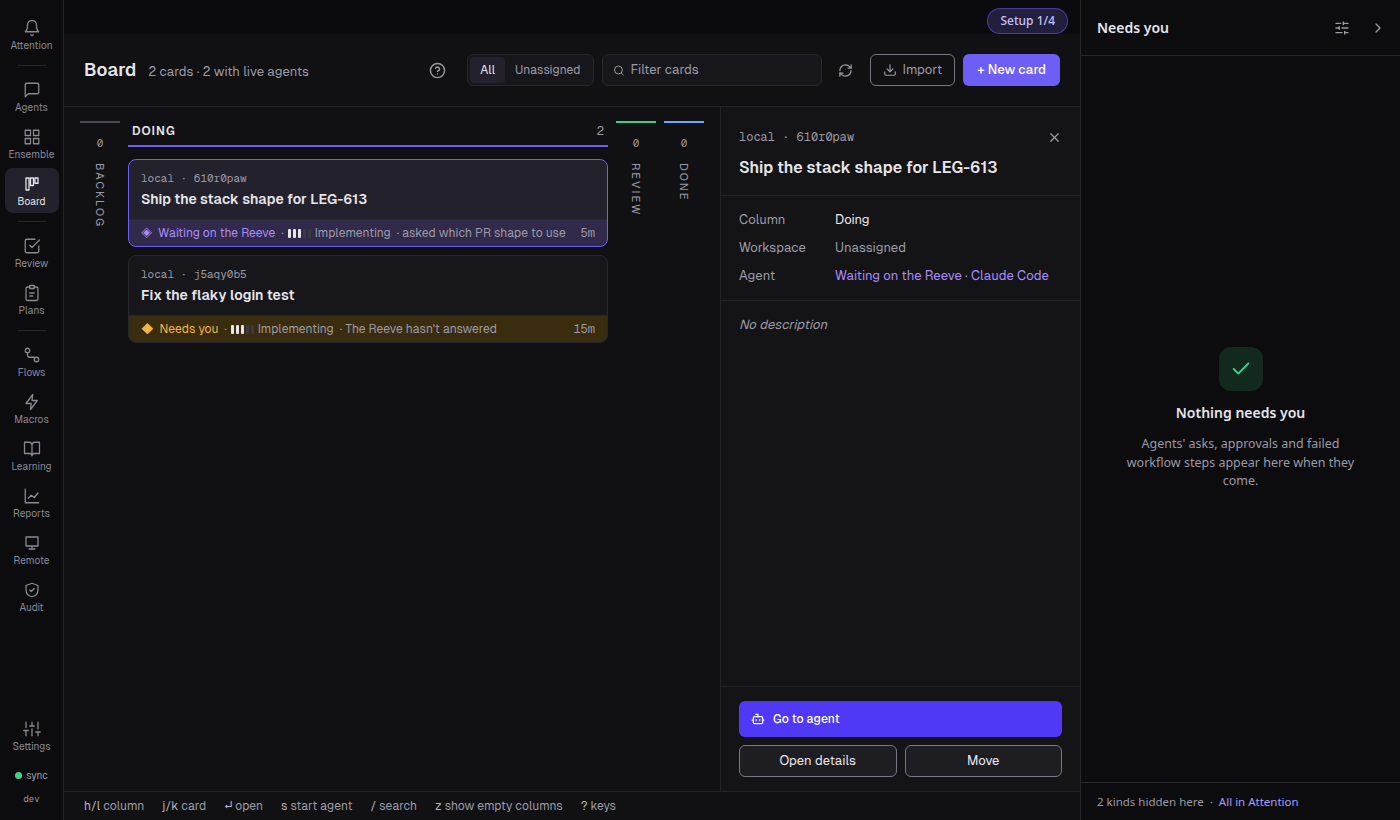 Attention
Agents
Ensemble
Board
Review
Plans
Flows
Macros
Learning
Reports
Remote
Audit
Settings
sync
dev
Setup 1/4
Board
2 cards · 2 with live agents
All
Unassigned
Filter cards
Import
+ New card
0
BACKLOG
DOING
2
local · 610r0paw
Ship the stack shape for LEG-613
Waiting on the Reeve · Implementing · asked which PR shape to use 5m
local · j5aqy0b5
Fix the flaky login test
Needs you · Implementing · The Reeve hasn't answered 15m
0
REVIEW
0
DONE
local · 610r0paw
Ship the stack shape for LEG-613
Column Doing
Workspace Unassigned
Agent Waiting on the Reeve · Claude Code
No description
Go to agent
Open details
Move
h/l column j/k card ↵ open s start agent / search z show empty columns ? keys
Needs you
Nothing needs you
Agents' asks, approvals and failed
workflow steps appear here when they
come.
2 kinds hidden here · All in Attention